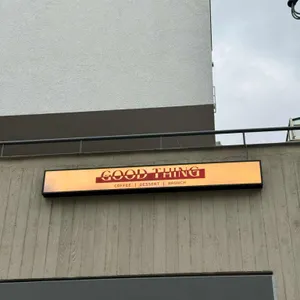 GOOD THING
COFFEE | DESSERT | BRUNCH